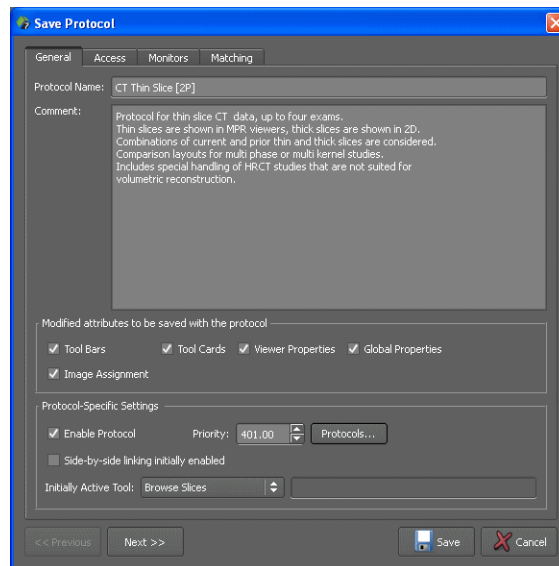 Save Protocol
General Access Monitors Matching
Protocol Name: CT Thin Slice [2P]
Comment: Protocol for thin slice CT data, up to four exams.
Thin slices are shown in MPR viewers, thick slices are shown in 2D.
Combinations of current and prior thin and thick slices are considered.
Comparison layouts for multi phase or multi kernel studies.
Includes special handling of HRCT studies that are not suited for
volumetric reconstruction.
Modified attributes to be saved with the protocol
Tool Bars Tool Cards Viewer Properties Global Properties
Image Assignment
Protocol-Specific Settings
Enable Protocol Priority: 401.00 Protocols...
Side-by-side linking initially enabled
Initially Active Tool: Browse Slices
<< Previous Next >> Save Cancel